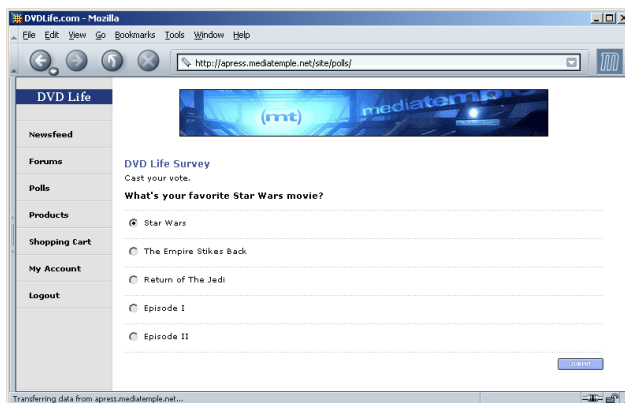 DVDLife.com - Mozilla
File Edit View Go Bookmarks Tools Window Help
http://apress.mediatemple.net/site/polls/
DVD Life
(mt) mediatemple
Newsfeed
Forums
Polls
Products
Shopping Cart
My Account
Logout
DVD Life Survey
Cast your vote.
What's your favorite Star Wars movie?
Star Wars
The Empire Stikes Back
Return of The Jedi
Episode I
Episode II
SUBMIT
Transferring data from apress.mediatemple.net...